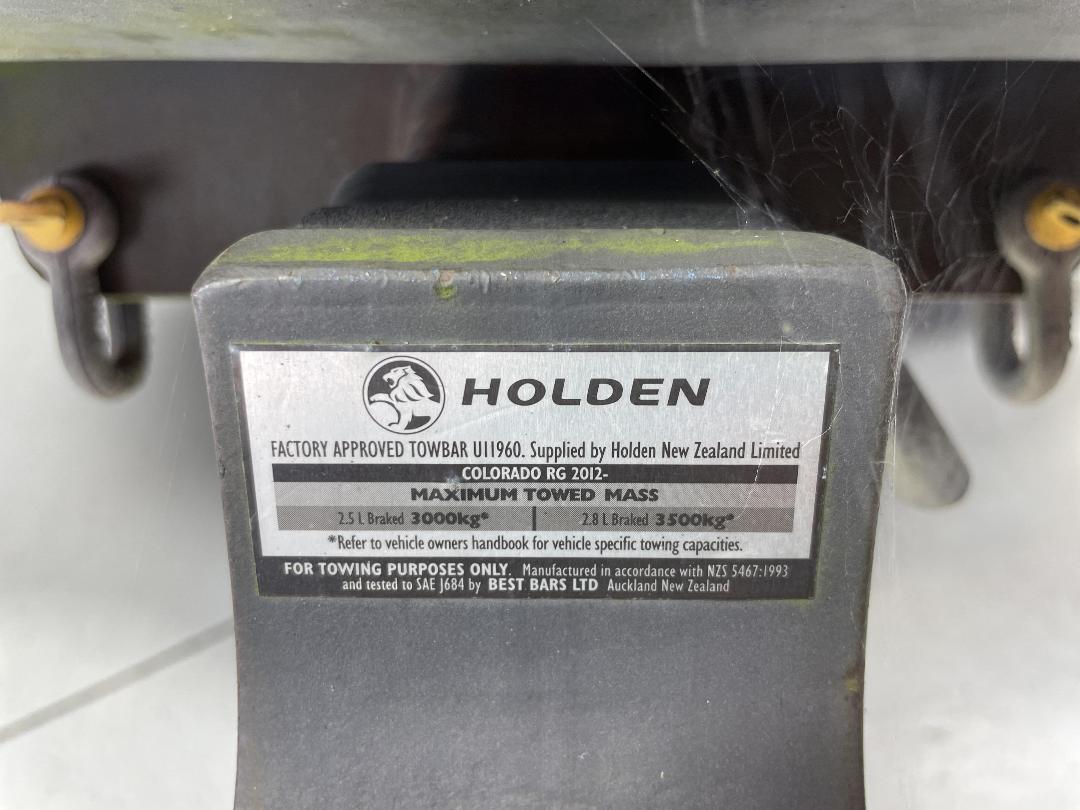 HOLDEN
FACTORY APPROVED TOWBAR U11960. Supplied by Holden New Zealand Limited
COLORADO RG 2012-
MAXIMUM TOWED MASS
2.5 L Braked 3000kg* 2.8 L Braked 3500kg*
*Refer to vehicle owners handbook for vehicle specific towing capacities.
FOR TOWING PURPOSES ONLY. Manufactured in accordance with NZS 5467:1993
and tested to SAE J684 by BEST BARS LTD Auckland New Zealand